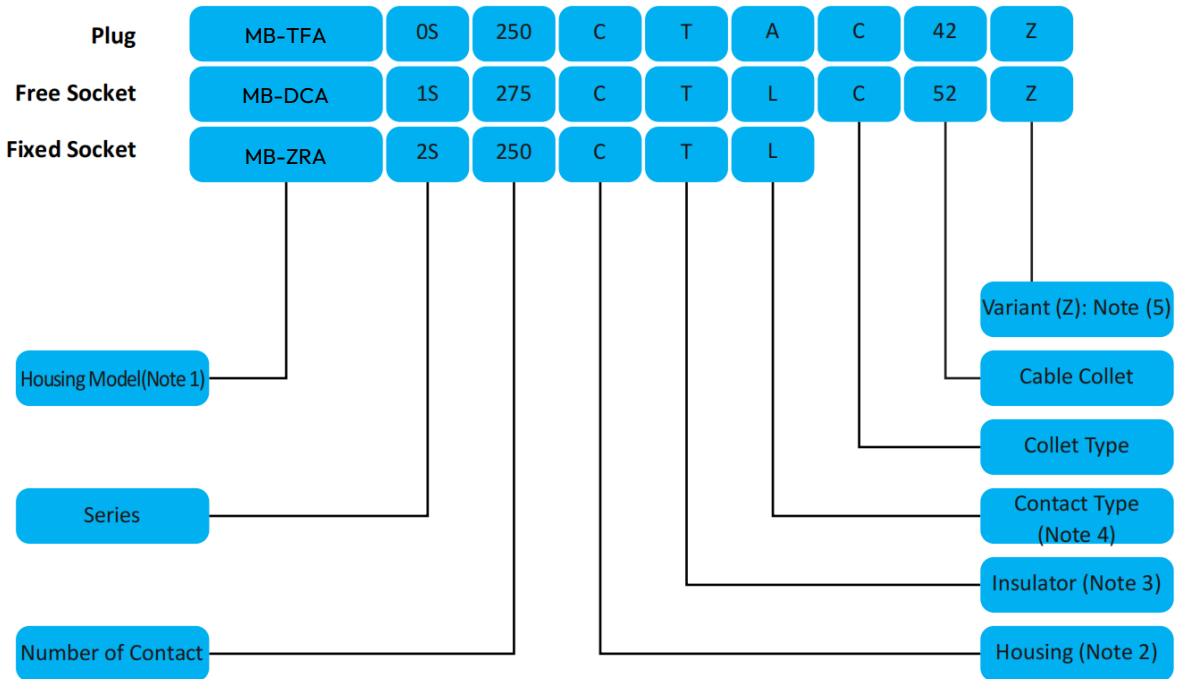 Plug MB-TFA 0S 250 C T A C 42 Z
Free Socket MB-DCA 1S 275 C T L C 52 Z
Fixed Socket MB-ZRA 2S 250 C T L
Variant (Z): Note (5)
Housing Model(Note 1)
Cable Collet
Collet Type
Series
Contact Type
(Note 4)
Insulator (Note 3)
Number of Contact
Housing (Note 2)